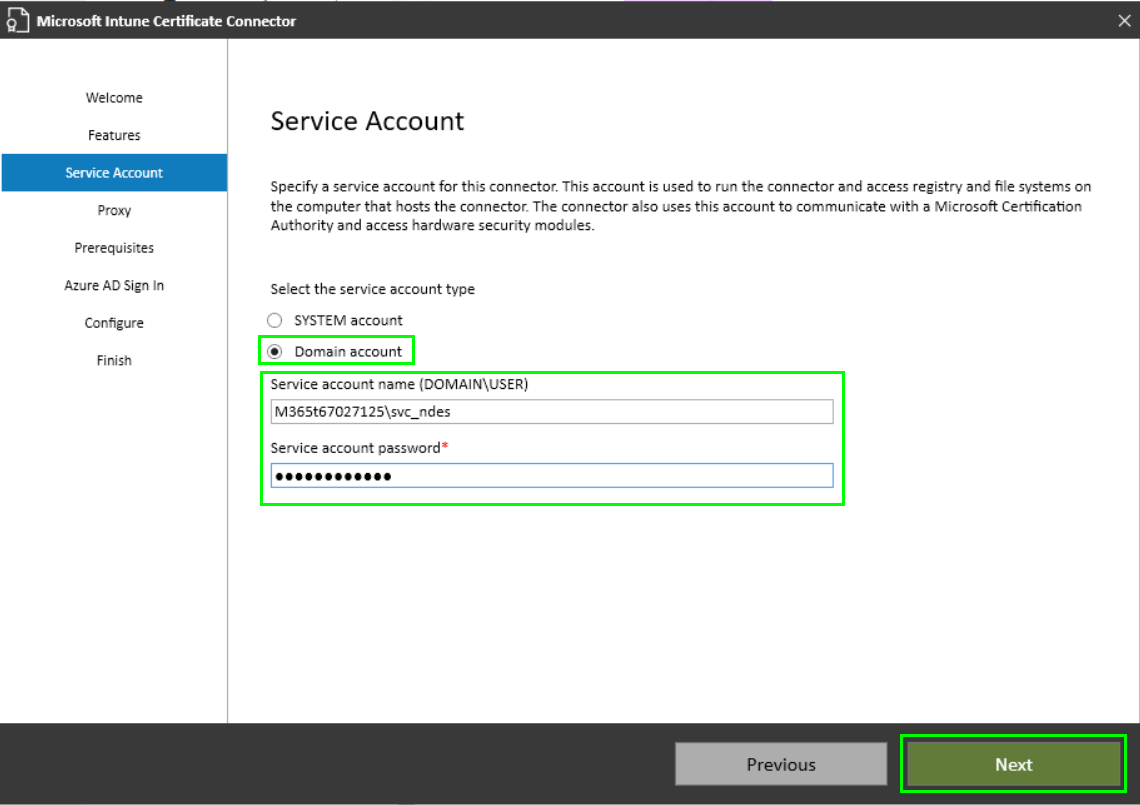 Microsoft Intune Certificate Connector
Welcome
Features
Service Account
Proxy
Prerequisites
Azure AD Sign In
Configure
Finish
Service Account
Specify a service account for this connector. This account is used to run the connector and access registry and file systems on
the computer that hosts the connector. The connector also uses this account to communicate with a Microsoft Certification
Authority and access hardware security modules.
Select the service account type
SYSTEM account
Domain account
Service account name (DOMAIN\USER)
M365t67027125\svc_ndes
Service account password*
●●●●●●●●●●●●
Previous
Next